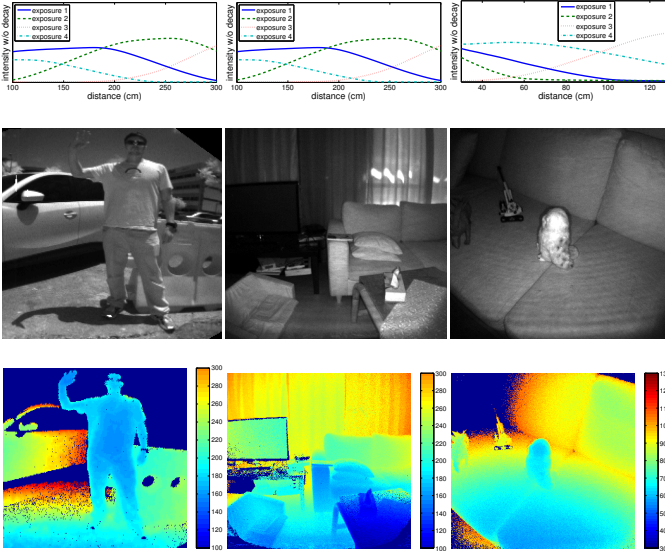 intensity w/o decay
exposure 1
exposure 2
exposure 3
exposure 4
100 150 200 250 300
distance (cm)
intensity w/o decay
exposure 1
exposure 2
exposure 3
exposure 4
100 150 200 250 300
distance (cm)
intensity w/o decay
exposure 1
exposure 2
exposure 3
exposure 4
40 60 80 100 120
distance (cm)
300
280
260
240
220
200
180
160
140
120
100
300
280
260
240
220
200
180
160
140
120
100